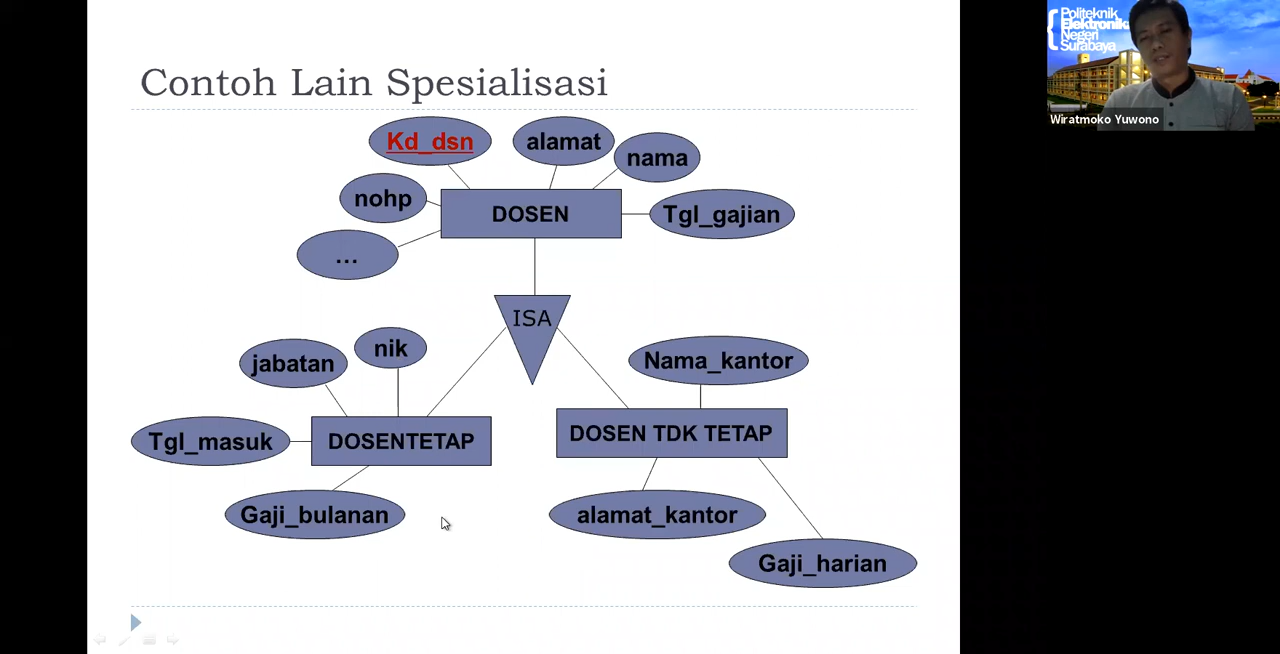 Contoh Lain Spesialisasi
Kd_dsn
alamat
nama
nohp
DOSEN
Tgl_gajian
...
ISA
jabatan
nik
Nama_kantor
Tgl_masuk
DOSENTETAP
DOSEN TDK TETAP
Gaji_bulanan
alamat_kantor
Gaji_harian
Politeknik
Elektronika
Negeri
Surabaya
Wiratmoko Yuwono